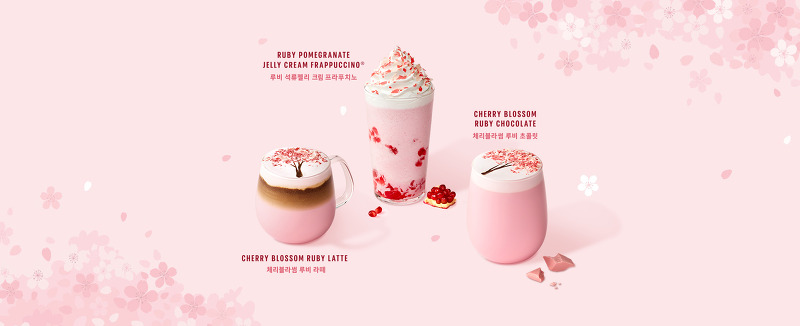 RUBY POMEGRANATE
JELLY CREAM FRAPPUCCINO®
루비 석류젤리 크림 프라푸치노
CHERRY BLOSSOM
RUBY CHOCOLATE
체리블라썸 루비 초콜릿
CHERRY BLOSSOM RUBY LATTE
체리블라썸 루비 라떼